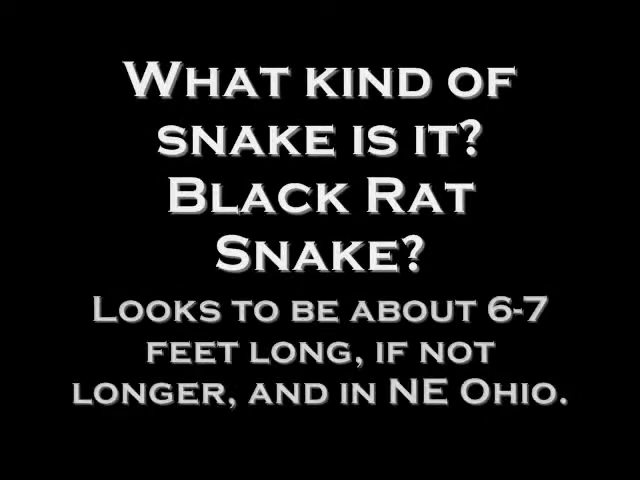 What kind of
snake is it?
Black Rat
Snake?
Looks to be about 6-7
feet long, if not
longer, and in NE Ohio.